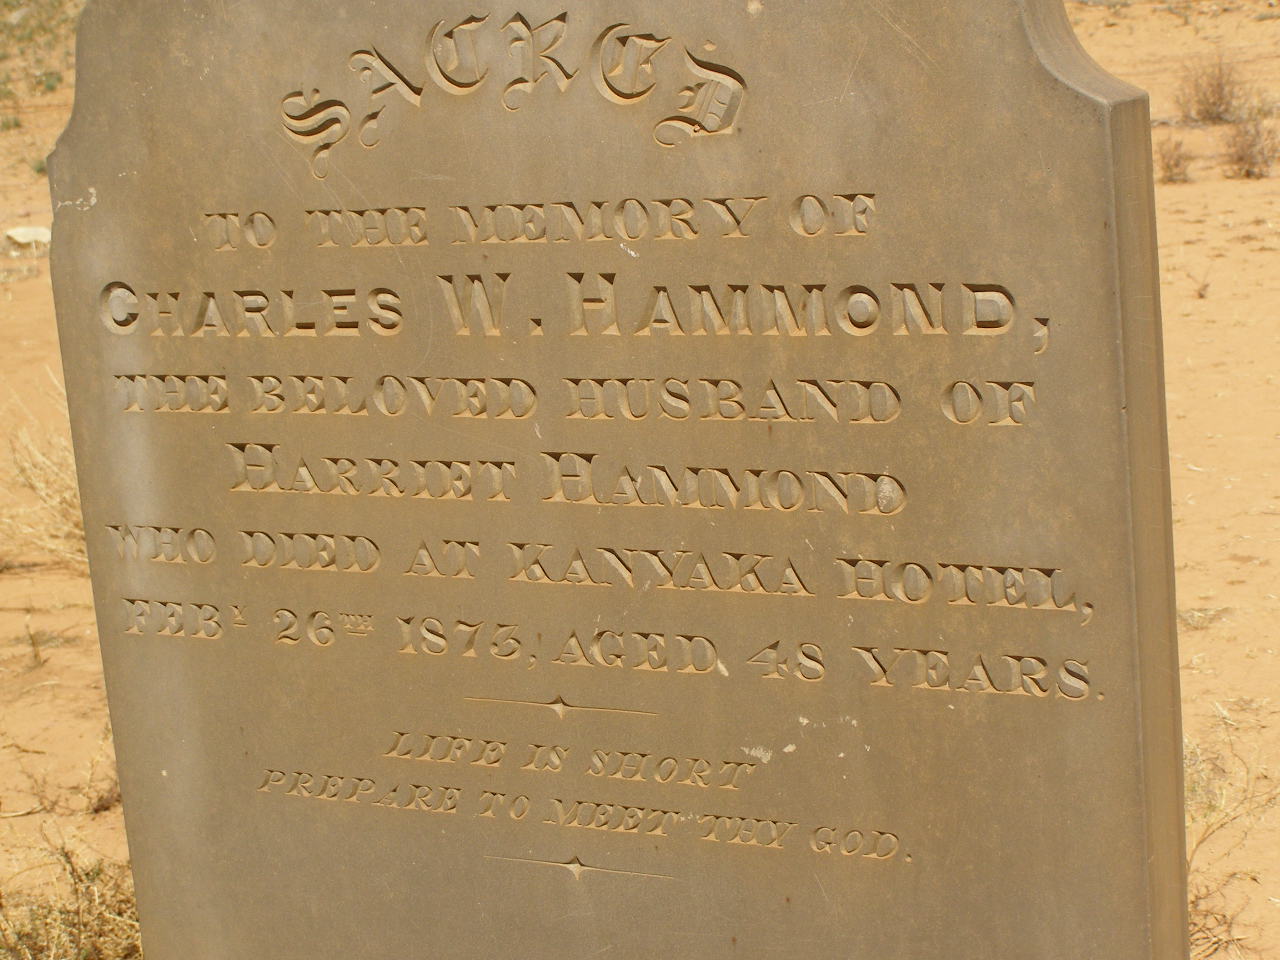 SACRED
TO THE MEMORY OF
CHARLES W. HAMMOND,
THE BELOVED HUSBAND OF
HARRIET HAMMOND
WHO DIED AT KANYAKA HOTEL,
FEBY 26TH 1873, AGED 48 YEARS.
LIFE IS SHORT
PREPARE TO MEET THY GOD.